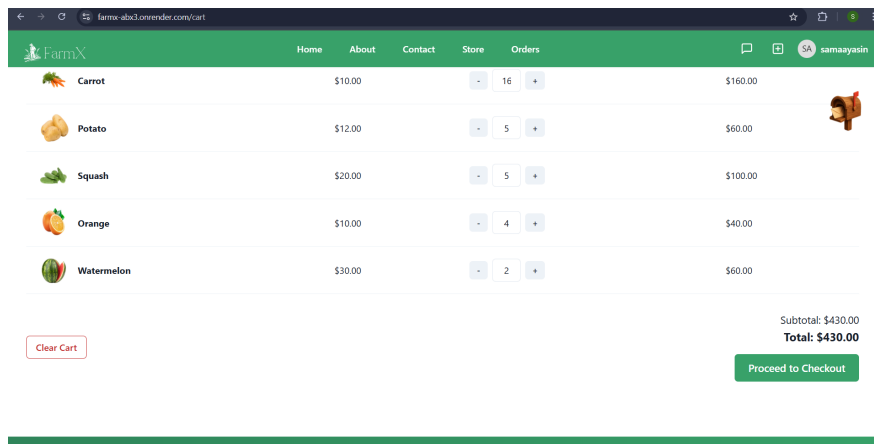 farmx-abx3.onrender.com/cart
S
FarmX Home About Contact Store Orders SA samaayasin
Carrot $10.00 - 16 + $160.00
Potato $12.00 - 5 + $60.00
Squash $20.00 - 5 + $100.00
Orange $10.00 - 4 + $40.00
Watermelon $30.00 - 2 + $60.00
Subtotal: $430.00
Total: $430.00
Clear Cart
Proceed to Checkout